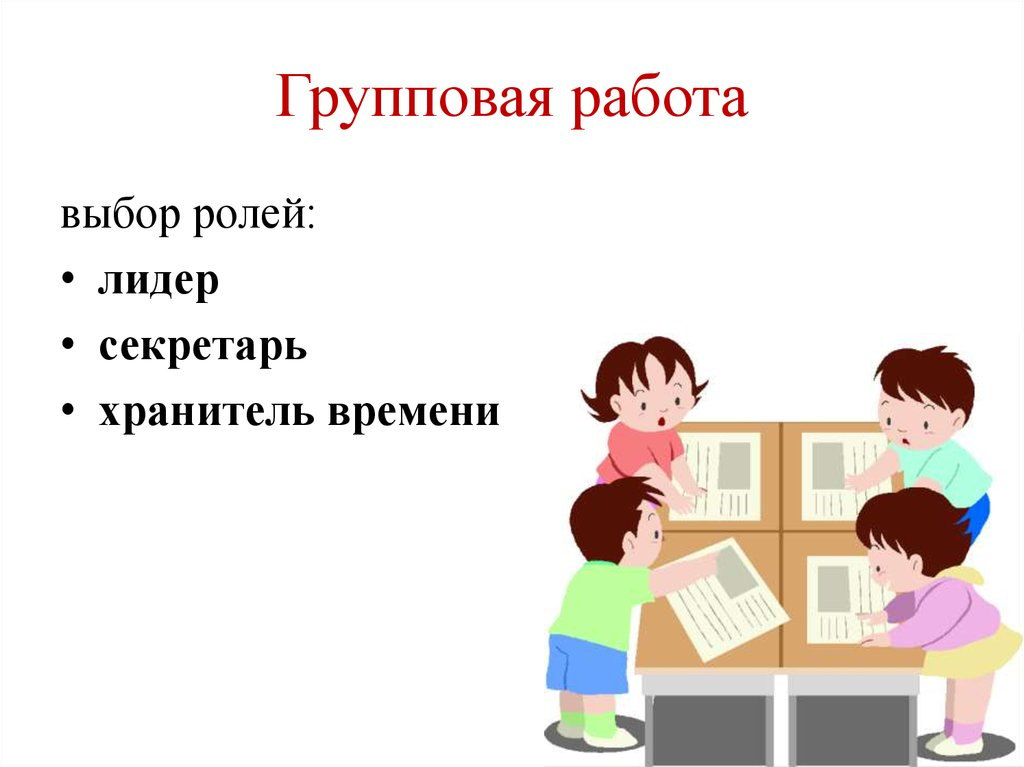 Групповая работа
выбор ролей:
• лидер
• секретарь
• хранитель времени